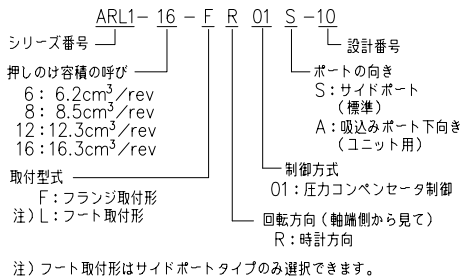 ARL1-16-FR01S-10
シリーズ番号
設計番号
押しのけ容積の呼び
6：6.2cm³/rev
8：8.5cm³/rev
12：12.3cm³/rev
16：16.3cm³/rev
ポートの向き
S：サイドポート
（標準）
A：吸込みポート下向き
（ユニット用）
取付型式
F：フランジ取付形
注）L：フート取付形
制御方式
01：圧力コンペンセータ制御
回転方向（軸端側から見て）
R：時計方向
注）フート取付形はサイドポートタイプのみ選択できます。